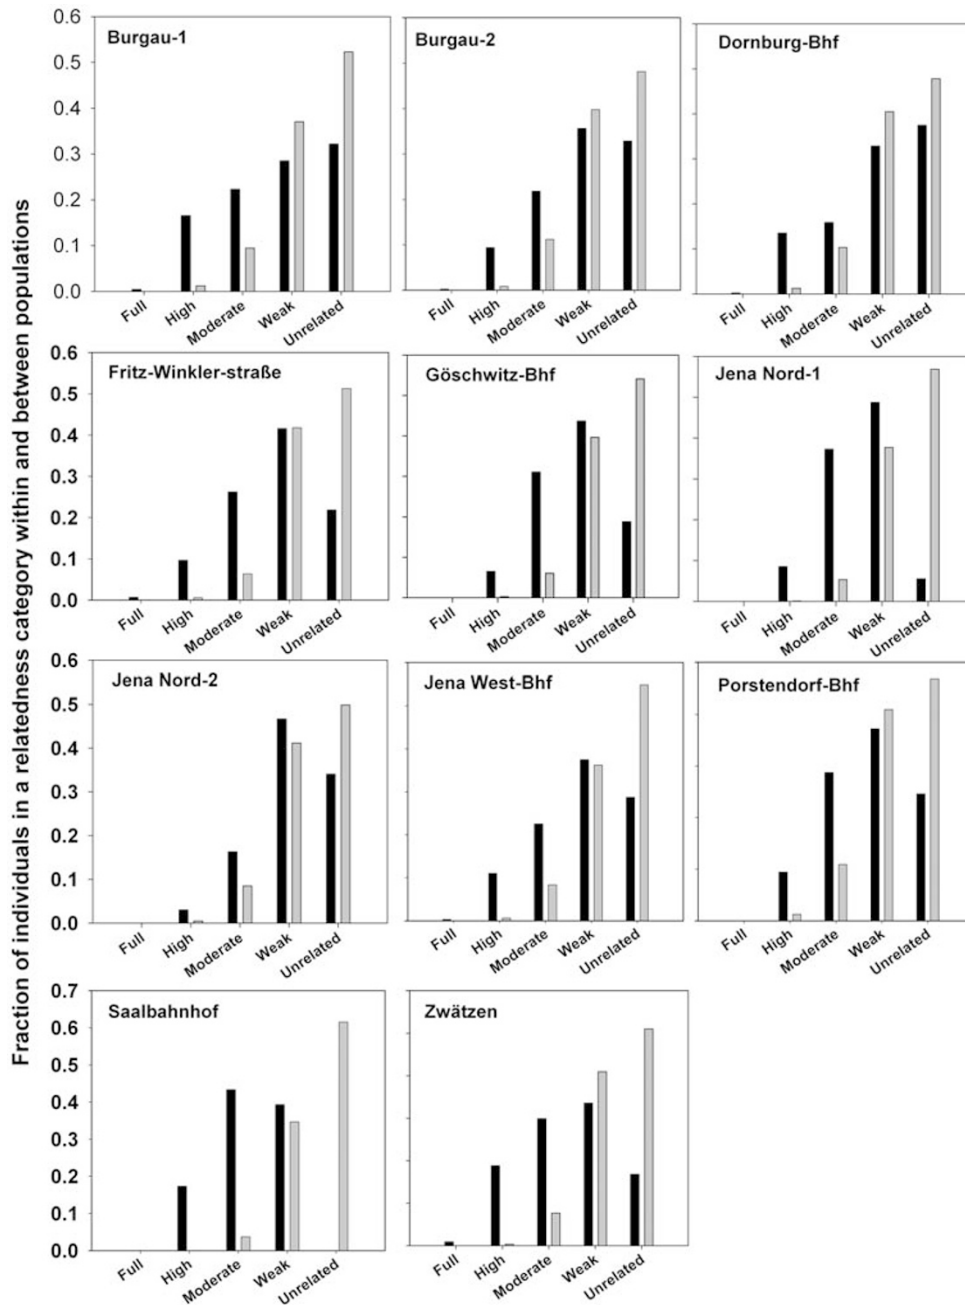 Fraction of individuals in a relatedness category within and between populations
Burgau-1
0.6
0.5
0.4
0.3
0.2
0.1
0.0
Full
High
Moderate
Weak
Unrelated
Burgau-2
Full
High
Moderate
Weak
Unrelated
Dornburg-Bhf
Full
High
Moderate
Weak
Unrelated
Fritz-Winkler-straße
0.6
0.5
0.4
0.3
0.2
0.1
0.0
Full
High
Moderate
Weak
Unrelated
Göschwitz-Bhf
Full
High
Moderate
Weak
Unrelated
Jena Nord-1
Full
High
Moderate
Weak
Unrelated
Jena Nord-2
0.6
0.5
0.4
0.3
0.2
0.1
0.0
Full
High
Moderate
Weak
Unrelated
Jena West-Bhf
Full
High
Moderate
Weak
Unrelated
Porstendorf-Bhf
Full
High
Moderate
Weak
Unrelated
Saalbahnhof
0.7
0.6
0.5
0.4
0.3
0.2
0.1
0.0
Full
High
Moderate
Weak
Unrelated
Zwätzen
Full
High
Moderate
Weak
Unrelated